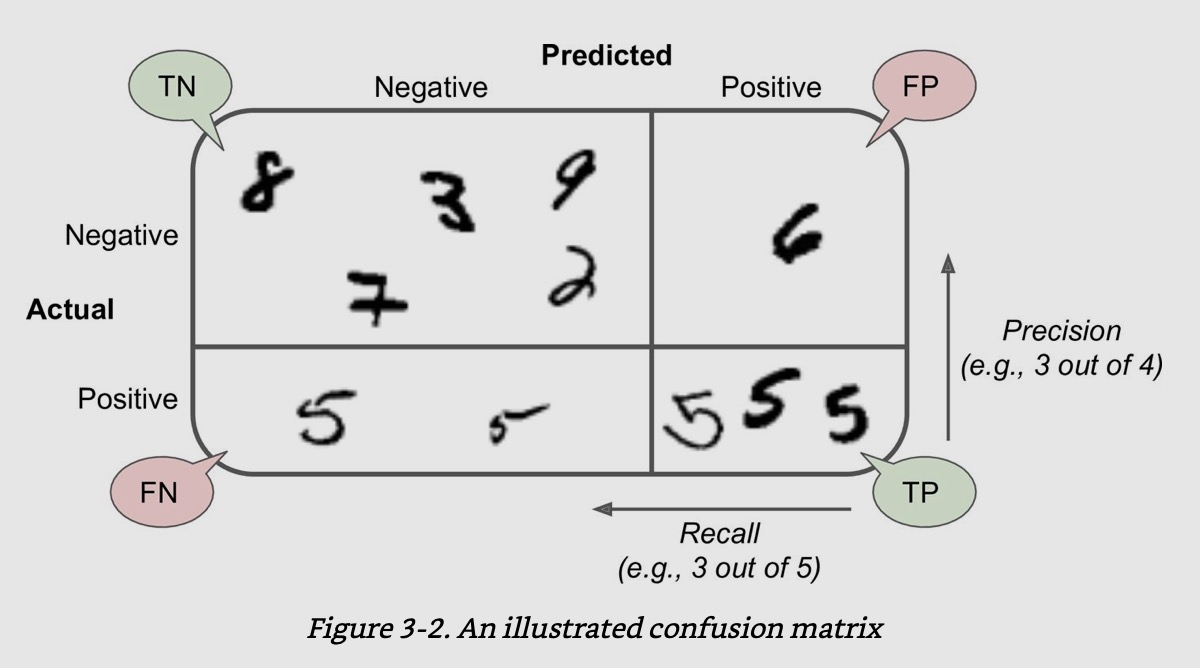 Predicted
TN
Negative
Positive
FP
8
3
9
Negative
6
7
2
Actual
Precision
(e.g., 3 out of 4)
Positive
5
5
5
5
5
FN
TP
Recall
(e.g., 3 out of 5)
Figure 3-2. An illustrated confusion matrix